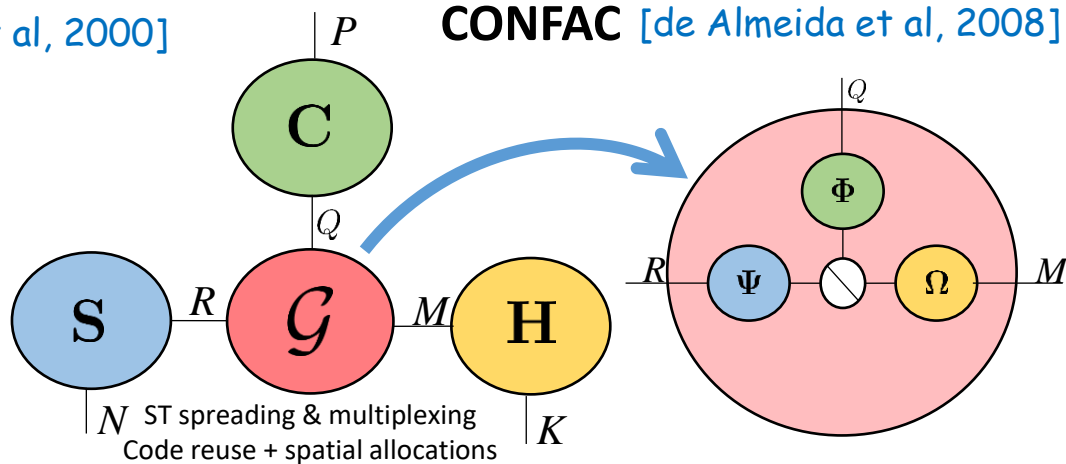 t al, 2000]
CONFAC [de Almeida et al, 2008]
P
Q
C
Φ
Q
R
Ψ
Ω
M
S
R
𝒢
M
H
N
ST spreading & multiplexing
Code reuse + spatial allocations
K